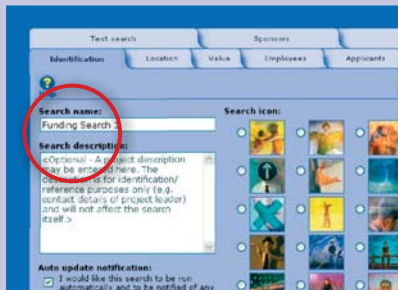 Text search Sponsors
Identification Location Value Employees Applicants
Search name: Search icon:
Funding Search
Search description:
<Optional - A project description
may be entered here. The
description is for identification/
reference purposes only (e.g.
contact details of project leader)
and will not affect the search
itself.>
Auto update notification:
I would like this search to be run
automatically and to be notified of any